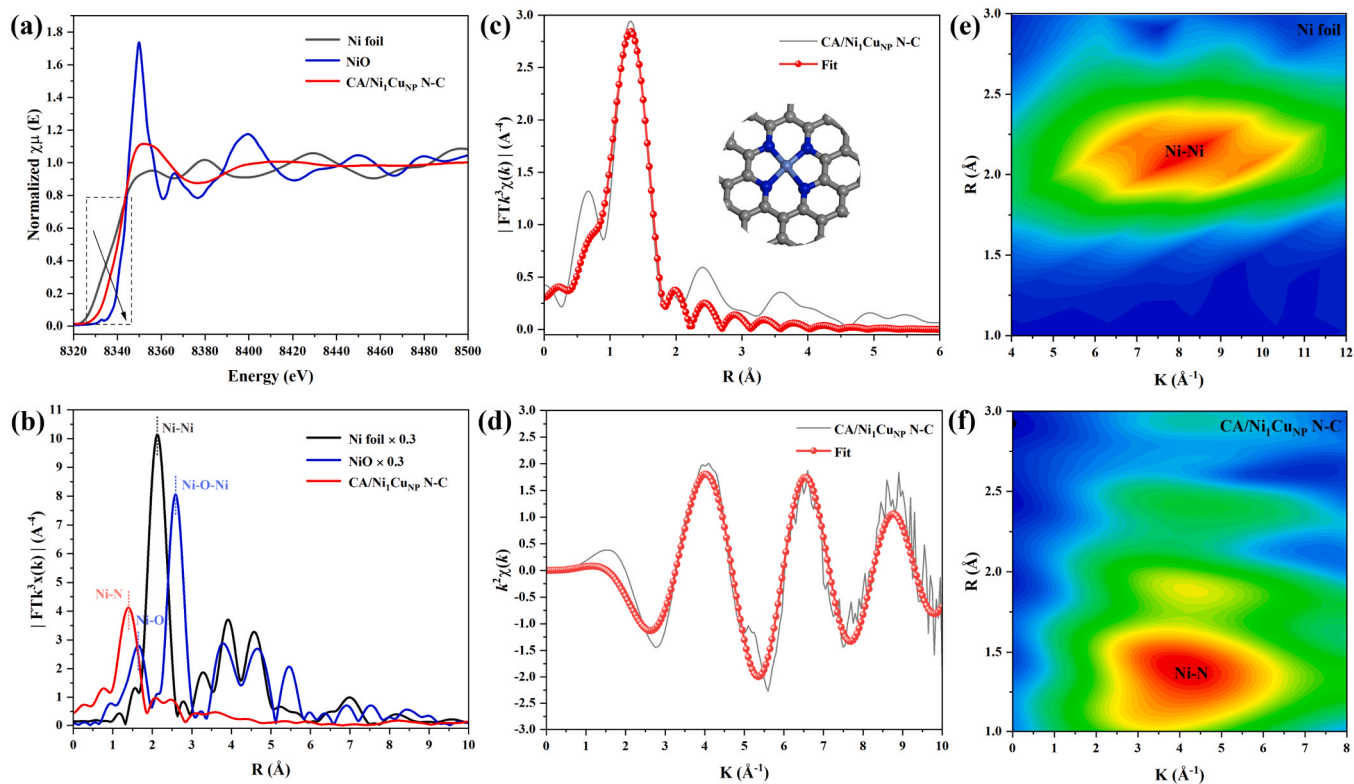 (a)
Normalized χμ (E)
1.8
1.6
1.4
1.2
1.0
0.8
0.6
0.4
0.2
0.0
Ni foil
NiO
CA/Ni₁Cu_NP N-C
8320 8340 8360 8380 8400 8420 8440 8460 8480 8500
Energy (eV)
(c)
| FTk³χ(k) | (A⁻⁴)
3.0
2.5
2.0
1.5
1.0
0.5
0.0
CA/Ni₁Cu_NP N-C
Fit
0 1 2 3 4 5 6
R (Å)
(e)
R (Å)
3.0
2.5
2.0
1.5
1.0
Ni foil
Ni-Ni
4 5 6 7 8 9 10 11 12
K (Å⁻¹)
(b)
| FTk³x(k) | (A⁻⁴)
11
10
9
8
7
6
5
4
3
2
1
0
Ni-Ni
Ni-O-Ni
Ni-N
Ni-O
Ni foil × 0.3
NiO × 0.3
CA/Ni₁Cu_NP N-C
0 1 2 3 4 5 6 7 8 9 10
R (Å)
(d)
k²χ(k)
3.0
2.5
2.0
1.5
1.0
0.5
0.0
-0.5
-1.0
-1.5
-2.0
-2.5
-3.0
CA/Ni₁Cu_NP N-C
Fit
0 1 2 3 4 5 6 7 8 9 10
K (Å⁻¹)
(f)
R (Å)
3.0
2.5
2.0
1.5
1.0
CA/Ni₁Cu_NP N-C
Ni-N
0 1 2 3 4 5 6 7 8
K (Å⁻¹)